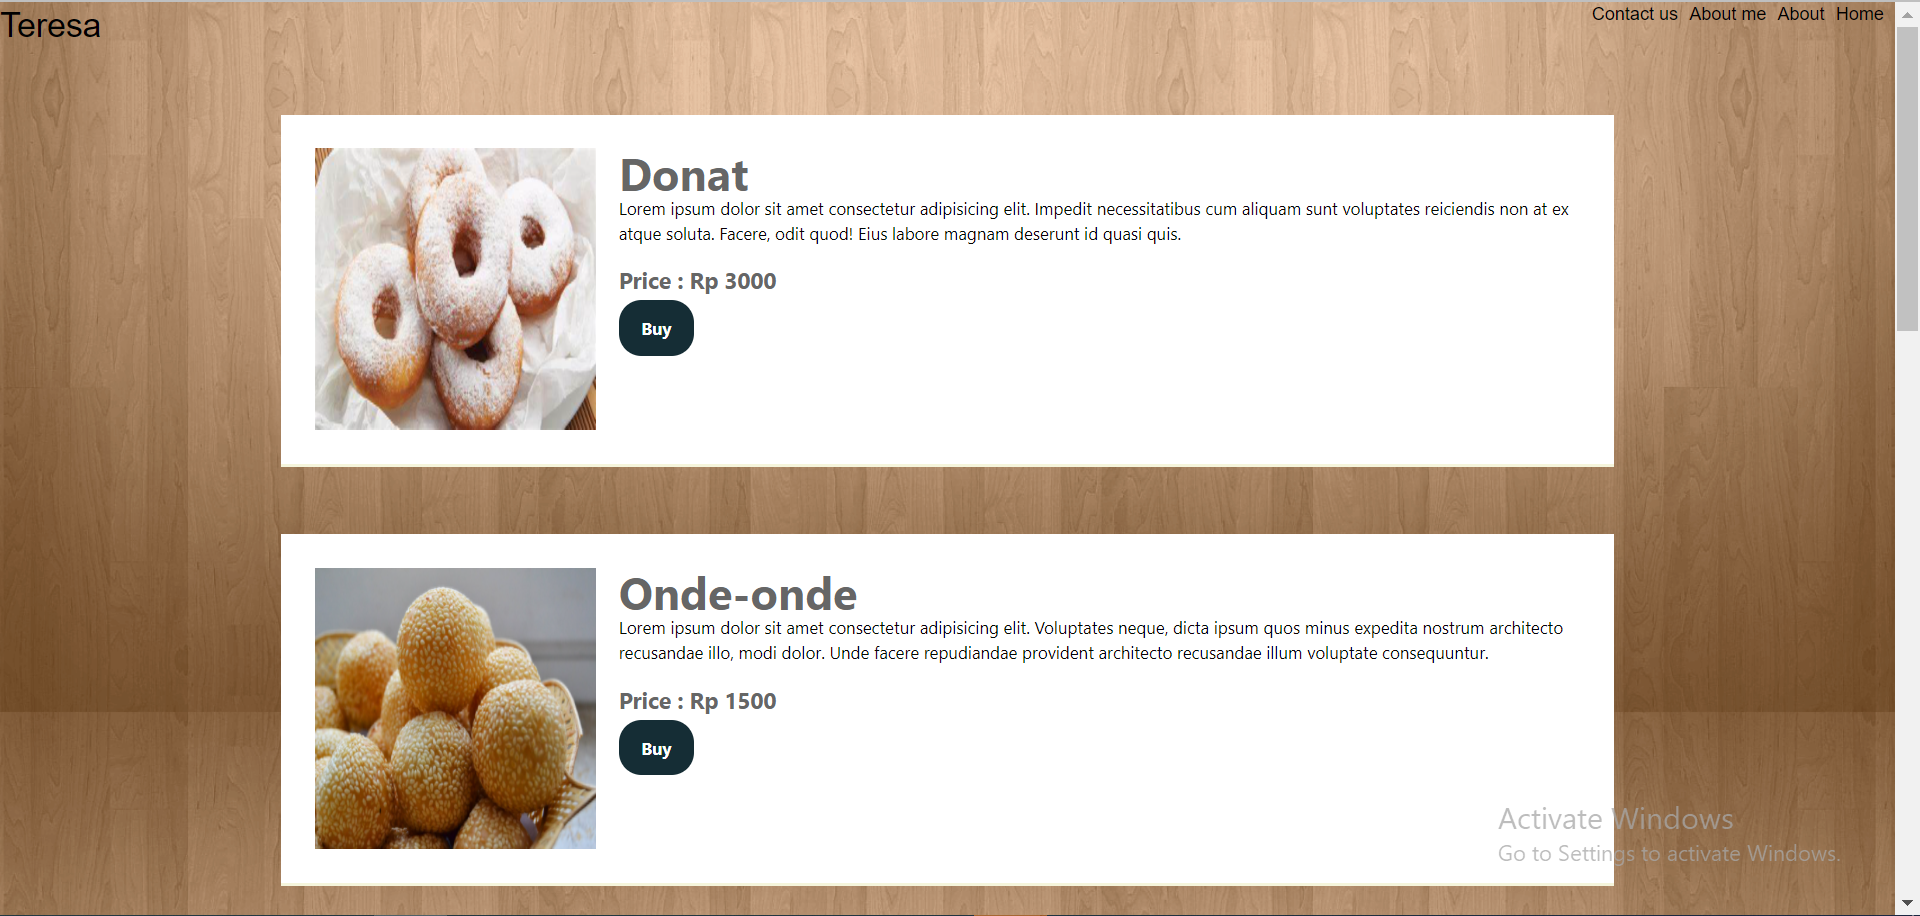 Teresa
Contact us About me About Home
Donat
Lorem ipsum dolor sit amet consectetur adipisicing elit. Impedit necessitatibus cum aliquam sunt voluptates reiciendis non at ex
atque soluta. Facere, odit quod! Eius labore magnam deserunt id quasi quis.
Price : Rp 3000
Buy
Onde-onde
Lorem ipsum dolor sit amet consectetur adipisicing elit. Voluptates neque, dicta ipsum quos minus expedita nostrum architecto
recusandae illo, modi dolor. Unde facere repudiandae provident architecto recusandae illum voluptate consequuntur.
Price : Rp 1500
Buy
Activate Windows
Go to Settings to activate Windows.